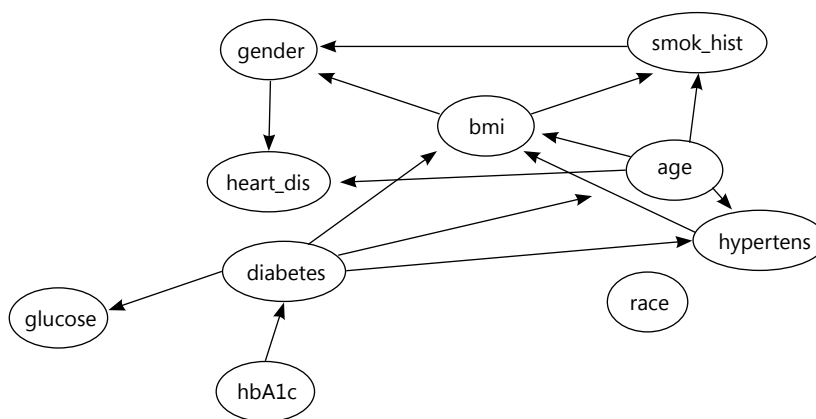 smok_hist
gender
bmi
age
heart_dis
hypertens
diabetes
race
glucose
hbA1c